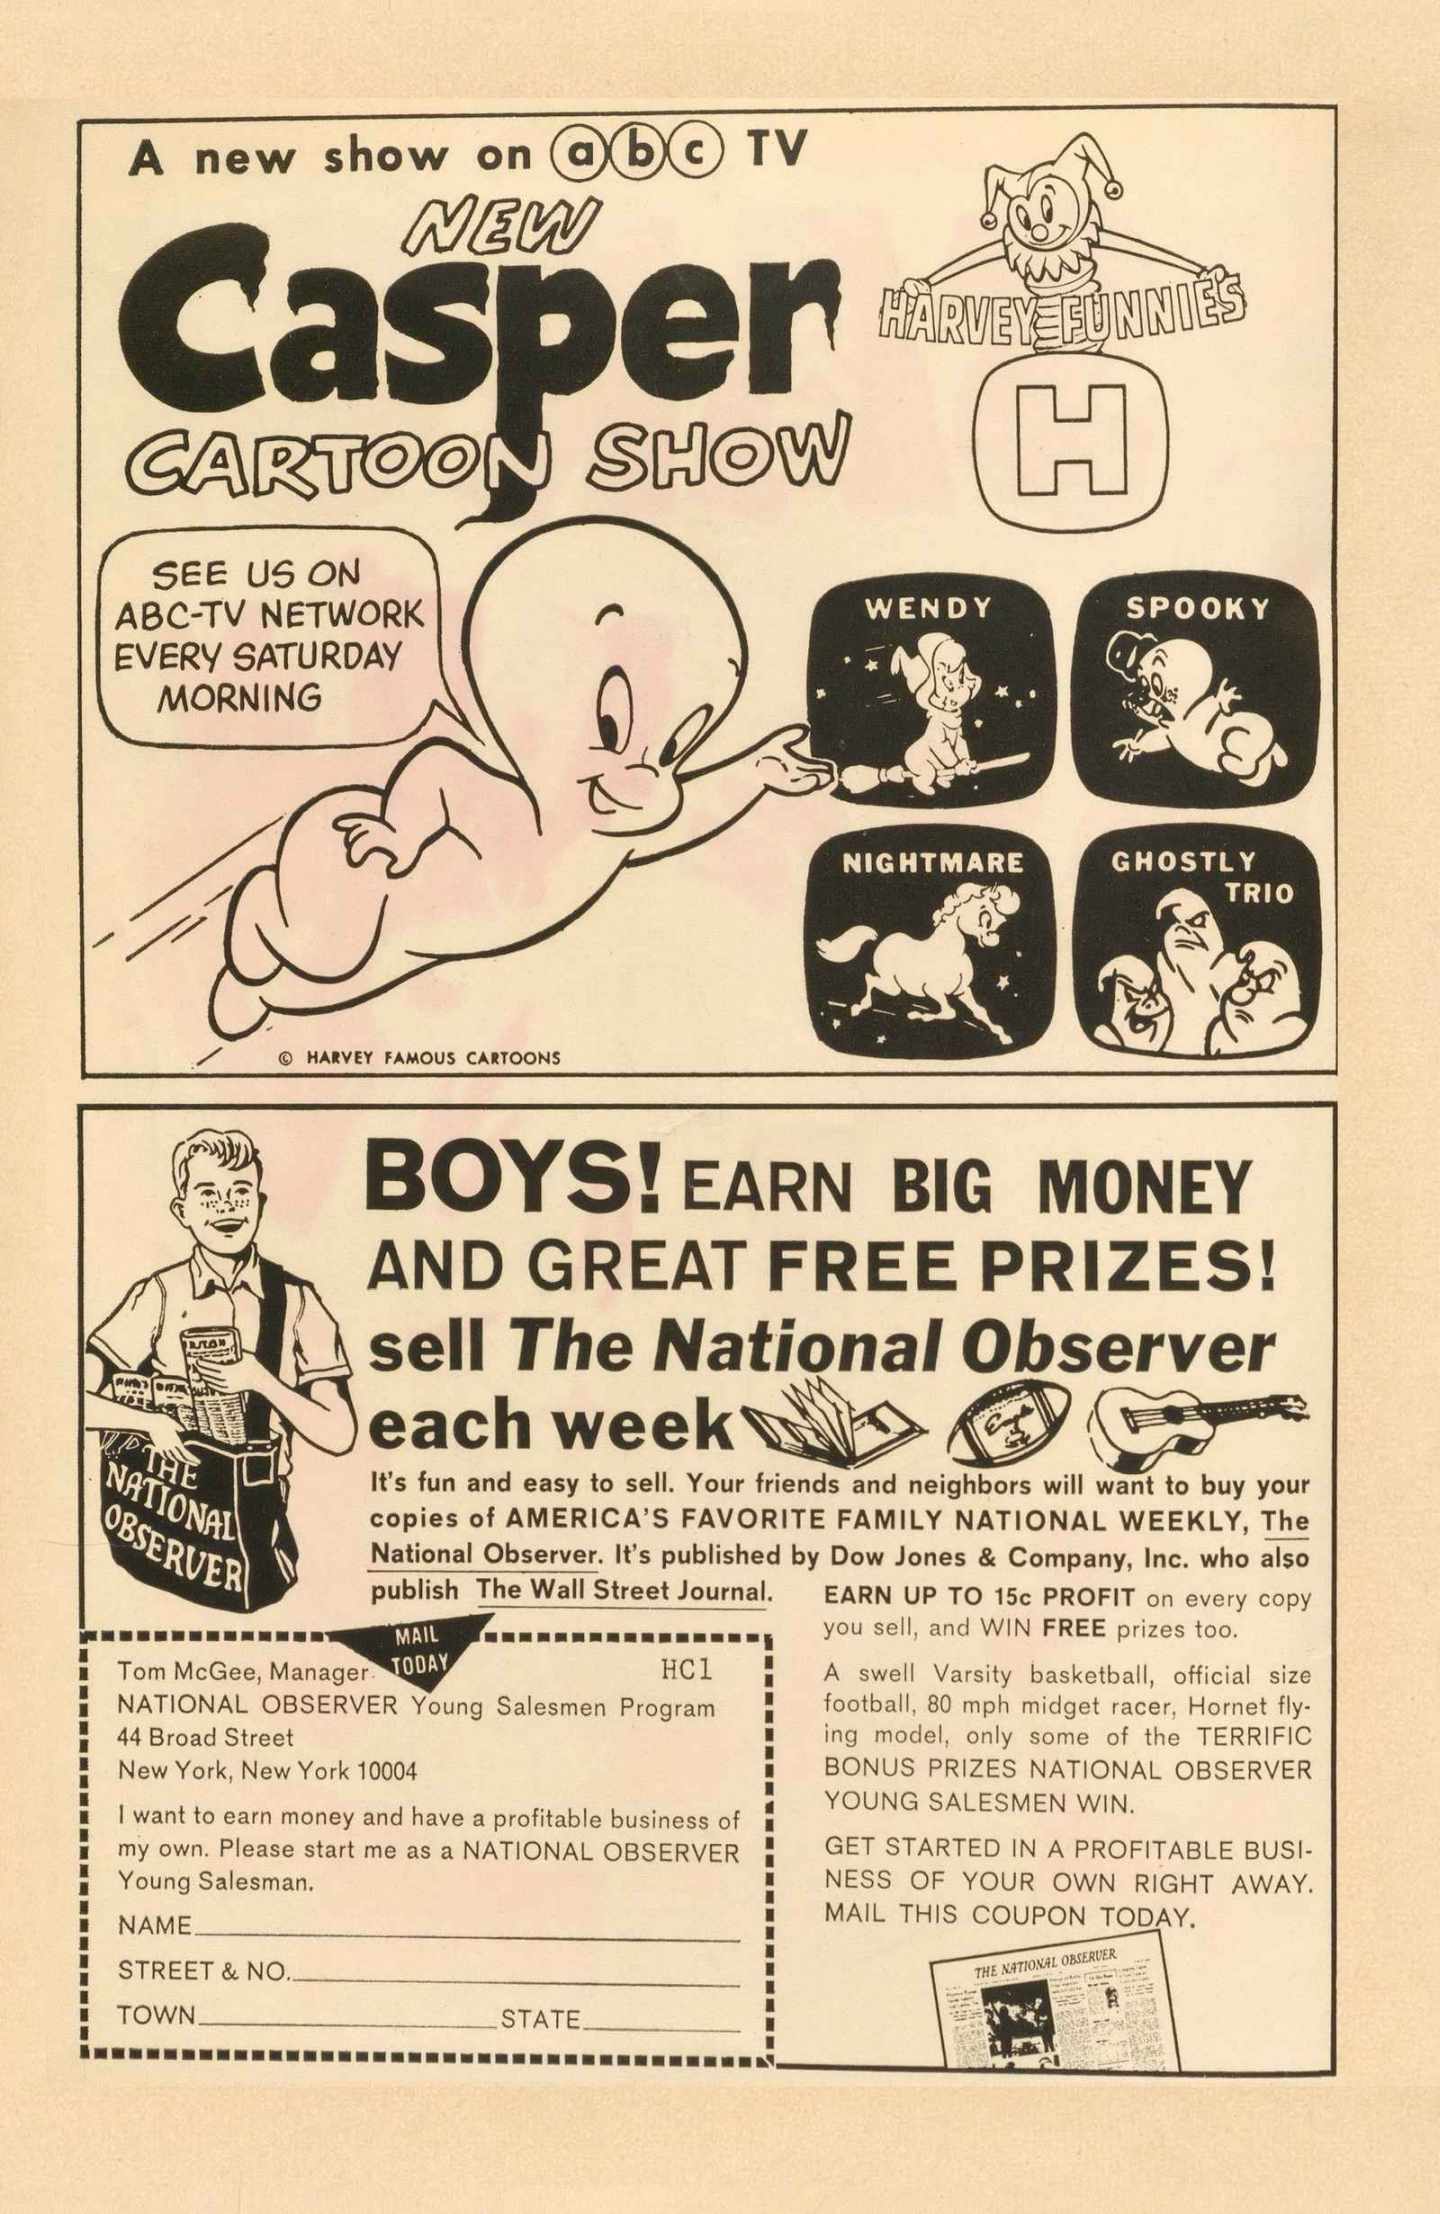 A new show on abc TV
NEW
Casper
CARTOON SHOW
HARVEY FUNNIES
H
SEE US ON
ABC-TV NETWORK
EVERY SATURDAY
MORNING
WENDY
SPOOKY
NIGHTMARE
GHOSTLY
TRIO
© HARVEY FAMOUS CARTOONS
BOYS! EARN BIG MONEY
AND GREAT FREE PRIZES!
sell The National Observer
each week
THE
NATIONAL
OBSERVER
It's fun and easy to sell. Your friends and neighbors will want to buy your
copies of AMERICA'S FAVORITE FAMILY NATIONAL WEEKLY, The
National Observer. It's published by Dow Jones & Company, Inc. who also
publish The Wall Street Journal.
MAIL
TODAY
Tom McGee, Manager HC1
NATIONAL OBSERVER Young Salesmen Program
44 Broad Street
New York, New York 10004
I want to earn money and have a profitable business of
my own. Please start me as a NATIONAL OBSERVER
Young Salesman.
NAME
STREET & NO.
TOWN STATE
EARN UP TO 15c PROFIT on every copy
you sell, and WIN FREE prizes too.
A swell Varsity basketball, official size
football, 80 mph midget racer, Hornet fly-
ing model, only some of the TERRIFIC
BONUS PRIZES NATIONAL OBSERVER
YOUNG SALESMEN WIN.
GET STARTED IN A PROFITABLE BUSI-
NESS OF YOUR OWN RIGHT AWAY.
MAIL THIS COUPON TODAY.
THE NATIONAL OBSERVER